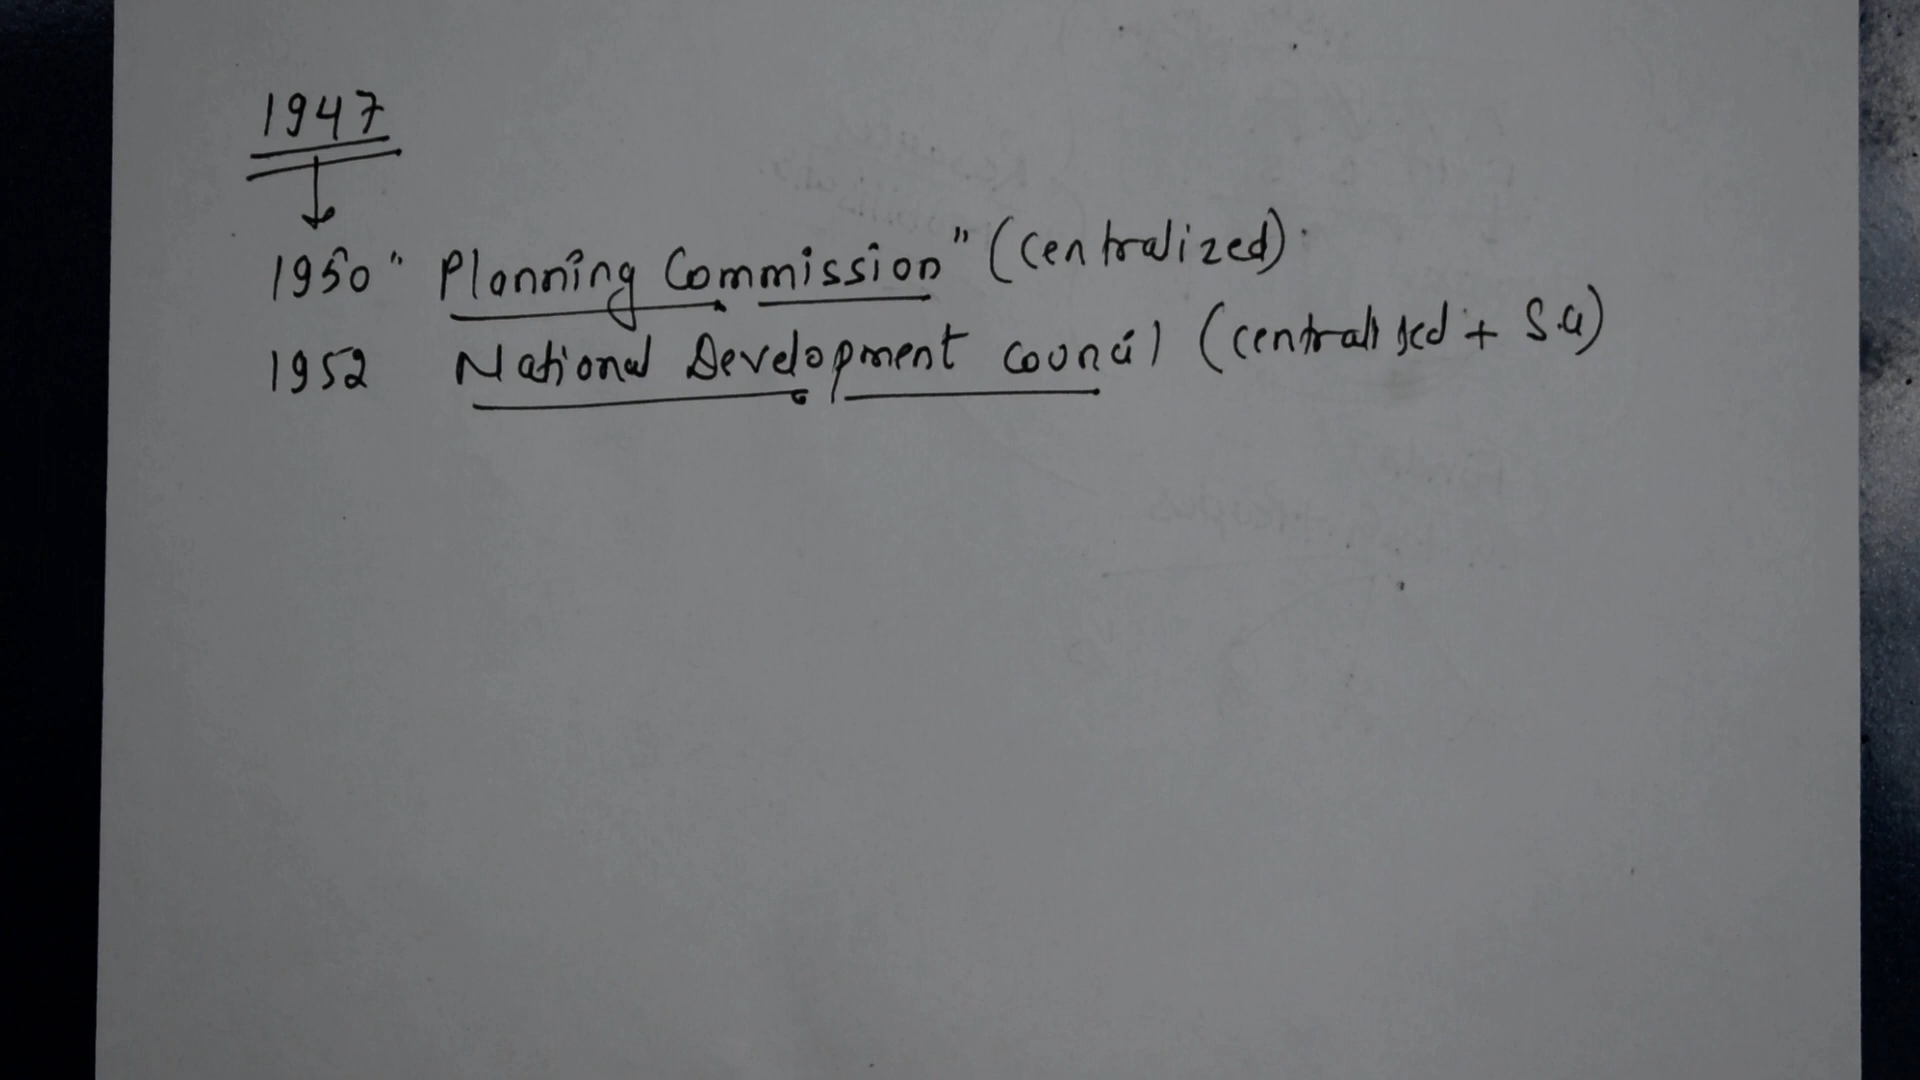 1947
1950 "Planning Commission" (Centralized)
1952 National Development Council (centralised + S.G)